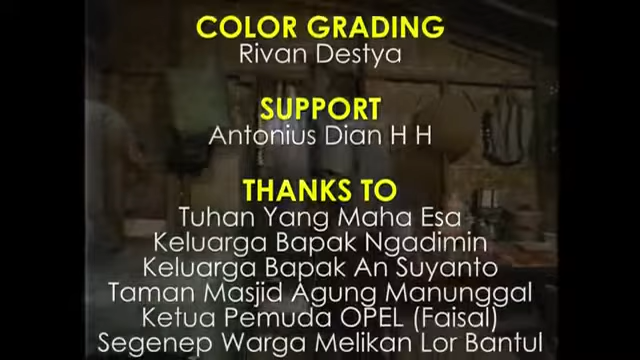 COLOR GRADING
Rivan Destya
SUPPORT
Antonius Dian H H
THANKS TO
Tuhan Yang Maha Esa
Keluarga Bapak Ngadimin
Keluarga Bapak An Suyanto
Taman Masjid Agung Manunggal
Ketua Pemuda OPEL (Faisal)
Segenep Warga Melikan Lor Bantul